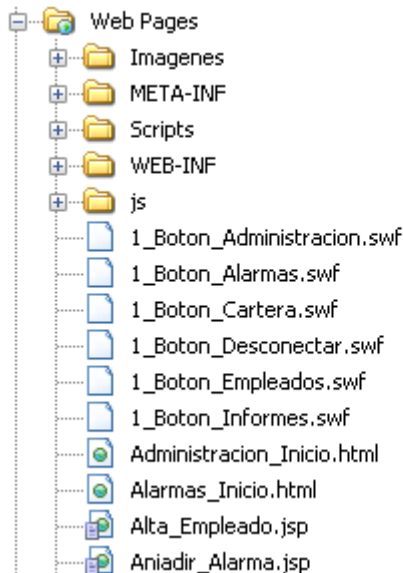 Web Pages
Imagenes
META-INF
Scripts
WEB-INF
js
1_Boton_Administracion.swf
1_Boton_Alarmas.swf
1_Boton_Cartera.swf
1_Boton_Desconectar.swf
1_Boton_Empleados.swf
1_Boton_Informes.swf
Administracion_Inicio.html
Alarmas_Inicio.html
Alta_Empleado.jsp
Aniadir_Alarma.jsp